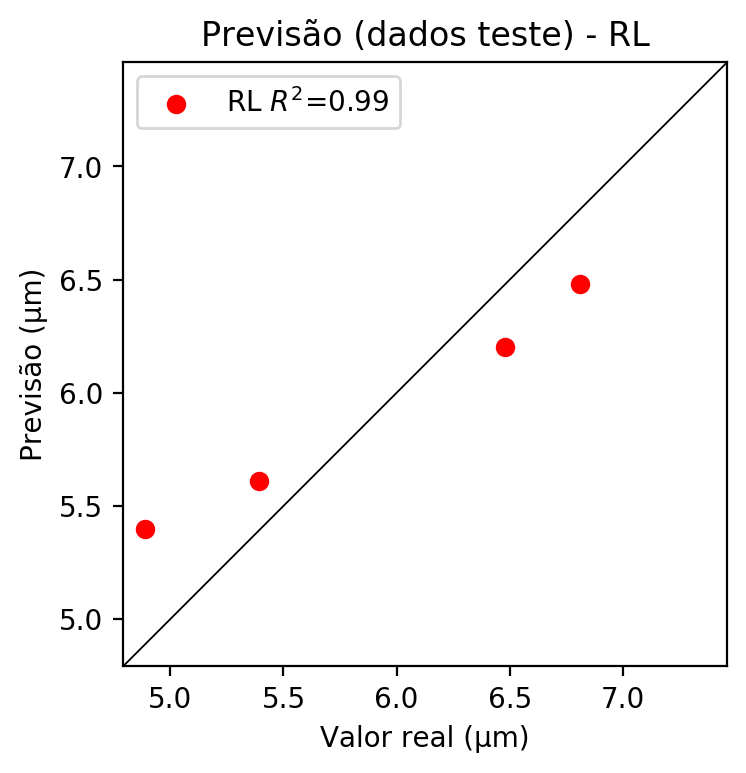 Previsão (dados teste) - RL
RL R²=0.99
Previsão (µm)
7.0
6.5
6.0
5.5
5.0
5.0 5.5 6.0 6.5 7.0
Valor real (µm)